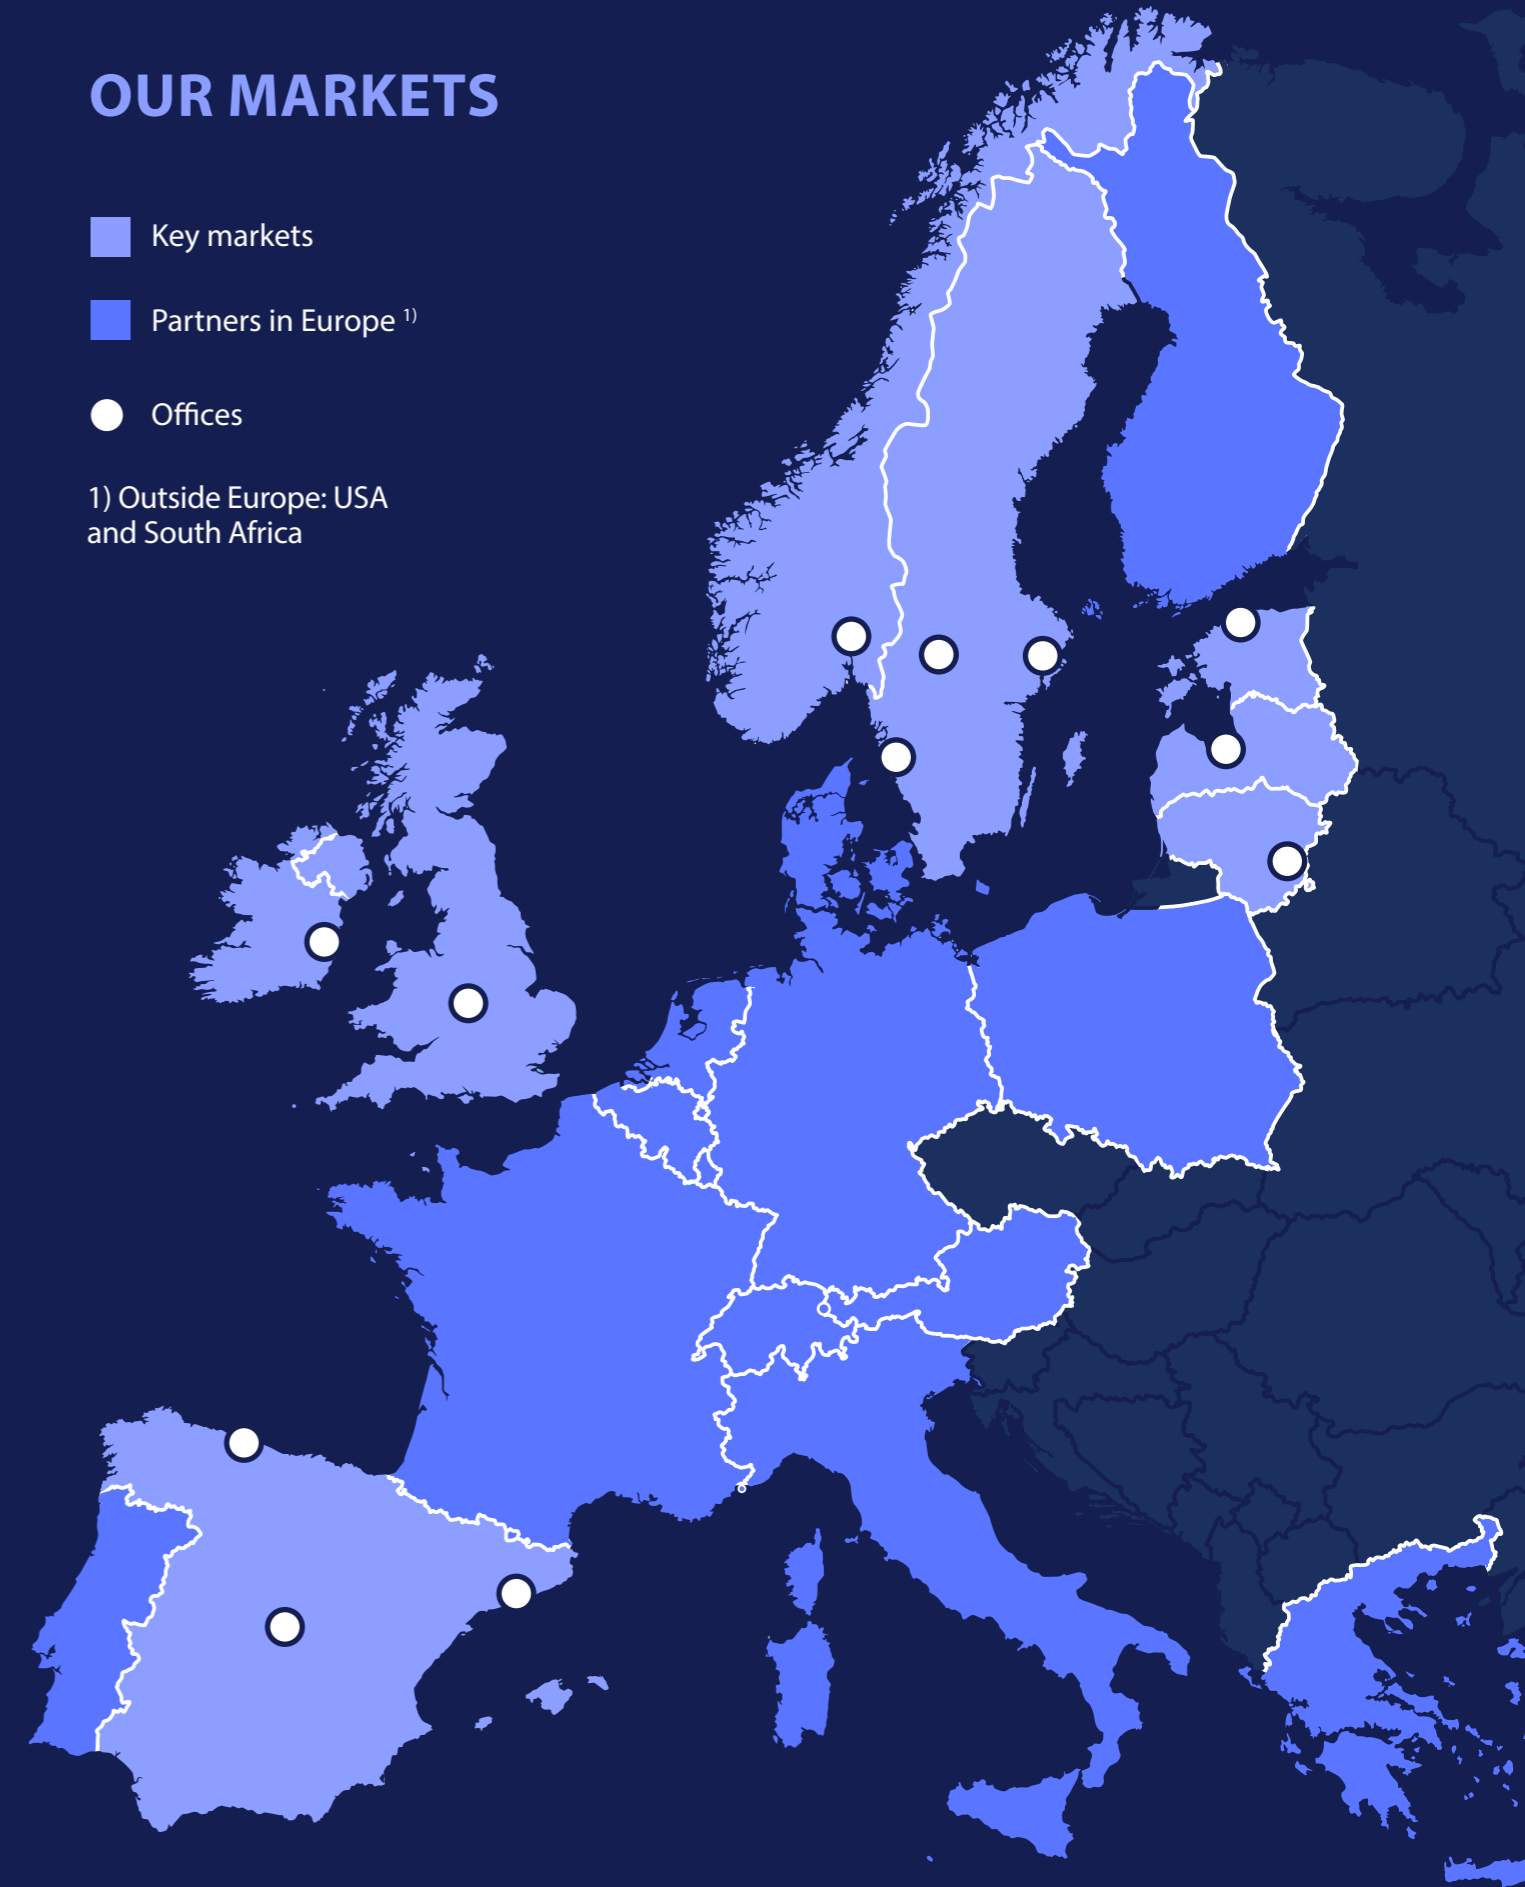 OUR MARKETS
Key markets
Partners in Europe 1)
Offices
1) Outside Europe: USA
and South Africa